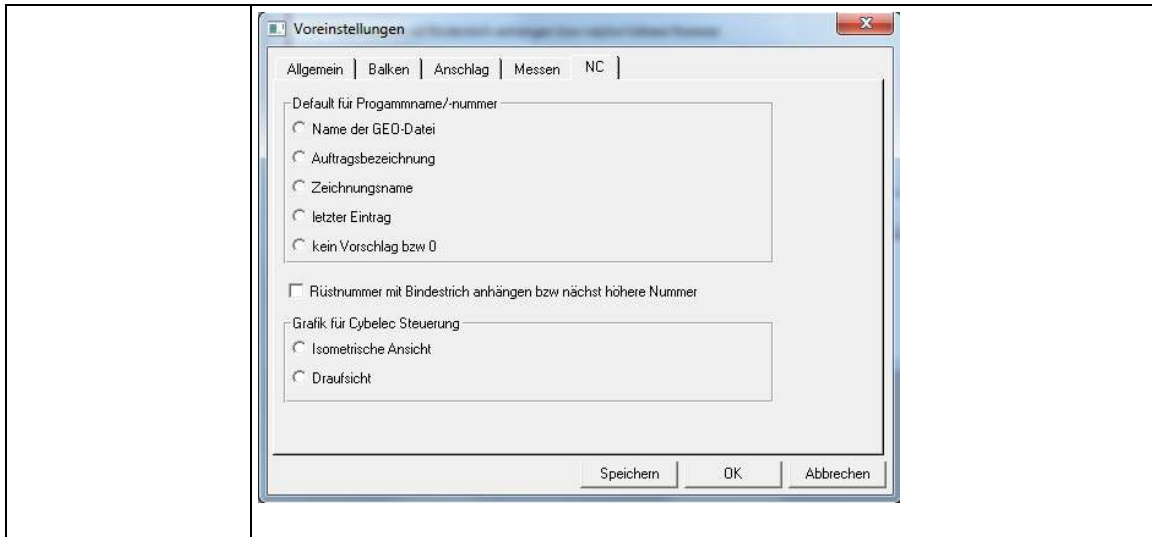 Voreinstellungen
Allgemein Balken Anschlag Messen NC
Default für Progammname/-nummer
Name der GEO-Datei
Auftragsbezeichnung
Zeichnungsname
letzter Eintrag
kein Vorschlag bzw 0
Rüstnummer mit Bindestrich anhängen bzw nächst höhere Nummer
Grafik für Cybelec Steuerung
Isometrische Ansicht
Draufsicht
Speichern OK Abbrechen